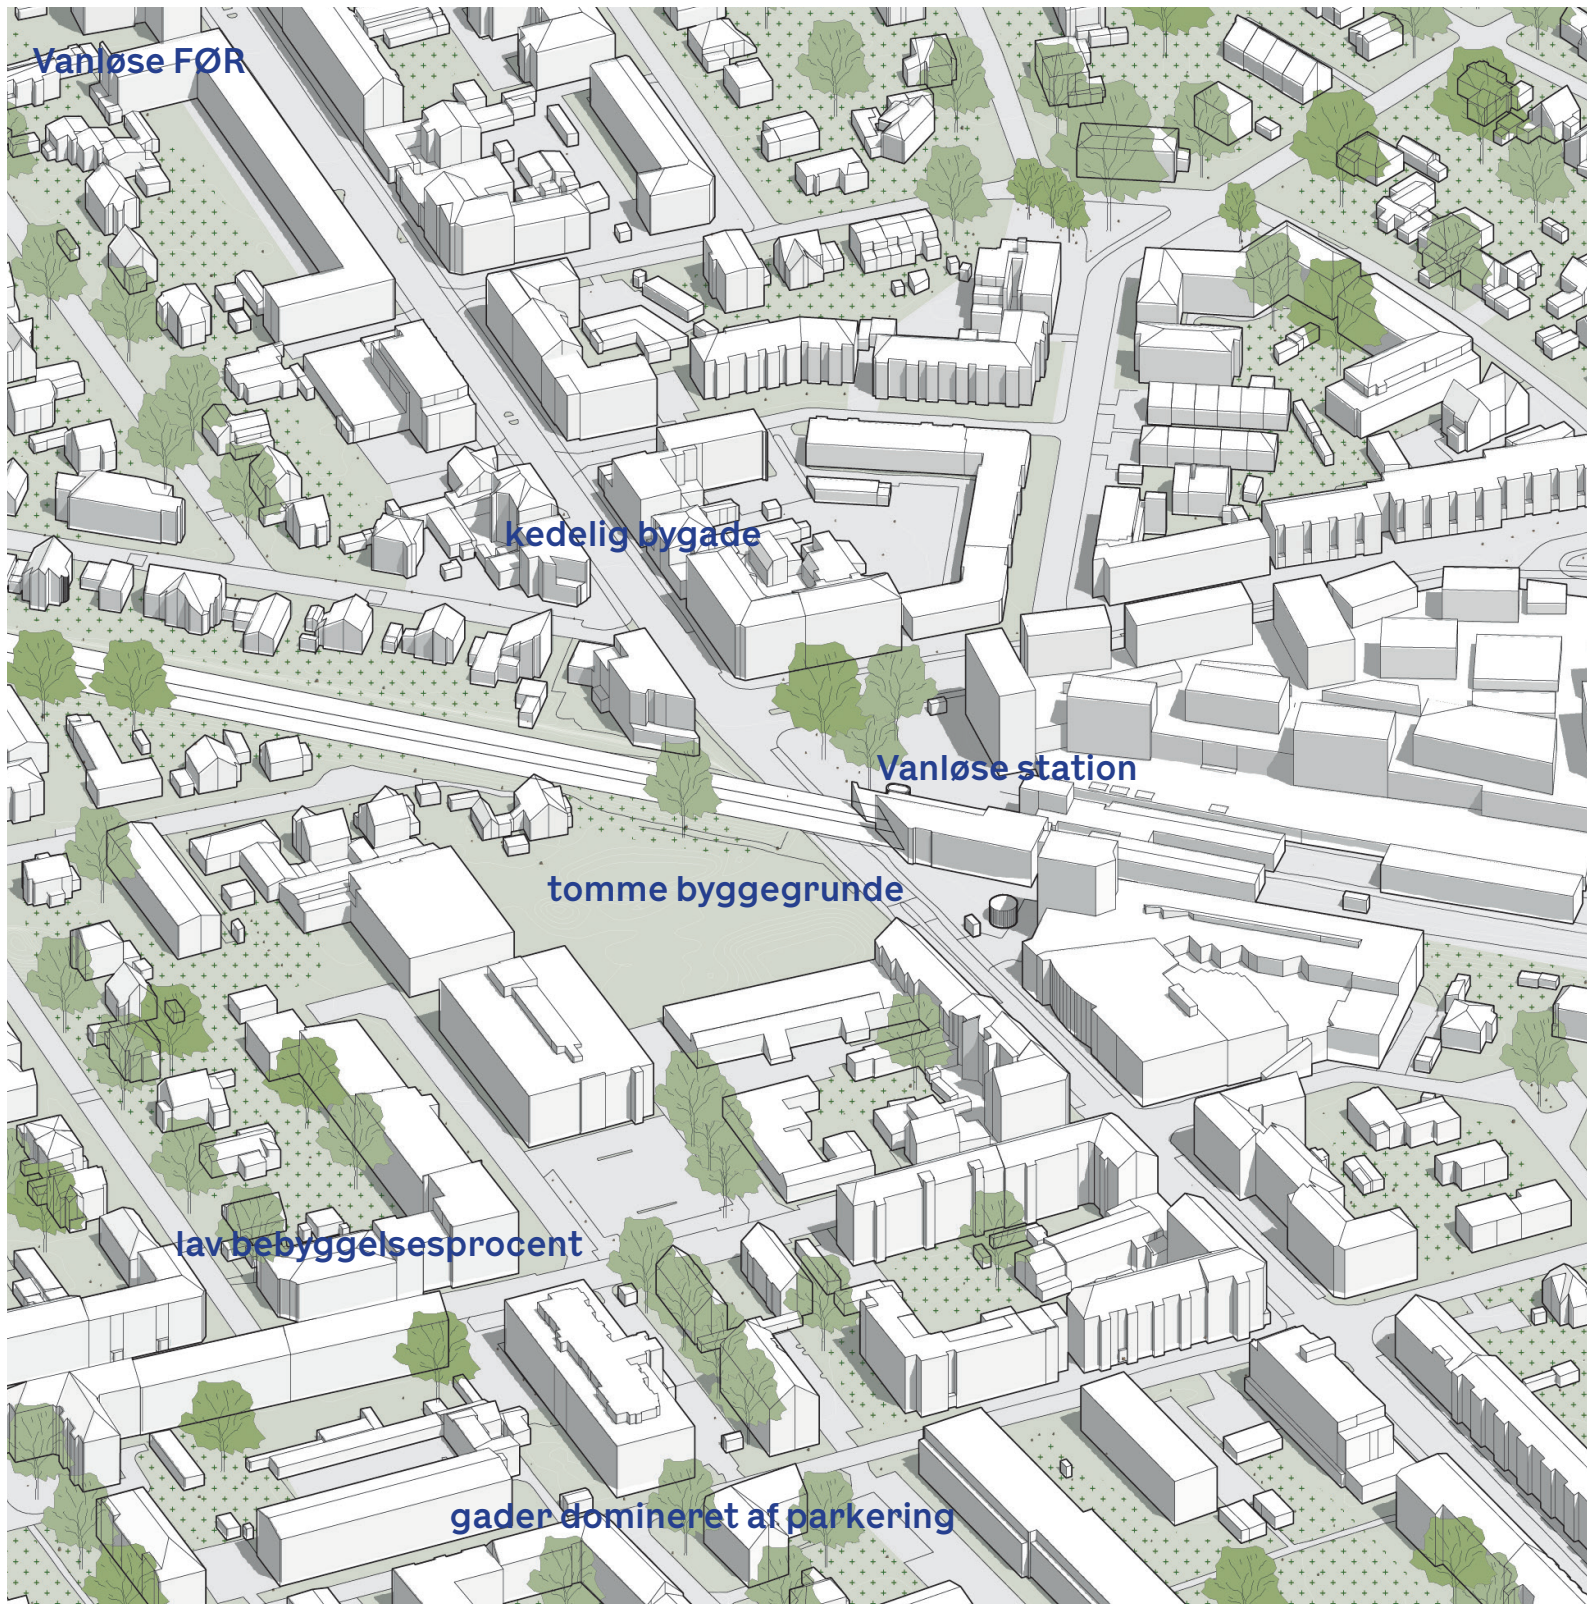 Vanløse FØR
kedelig bygade
Vanløse station
tomme byggegrunde
lav bebyggelsesprocent
gader domineret af parkering